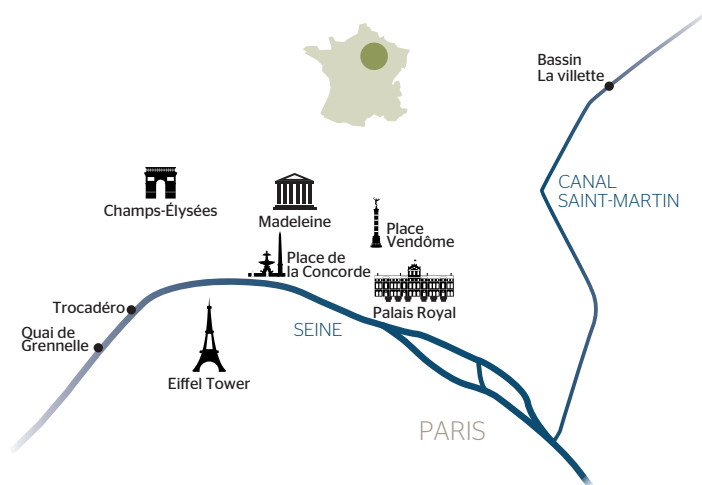 Bassin
La villette
CANAL
SAINT-MARTIN
Champs-Élysées
Madeleine
Place
Vendôme
Place de
la Concorde
Trocadéro
Palais Royal
Quai de
Grennelle
SEINE
Eiffel Tower
PARIS